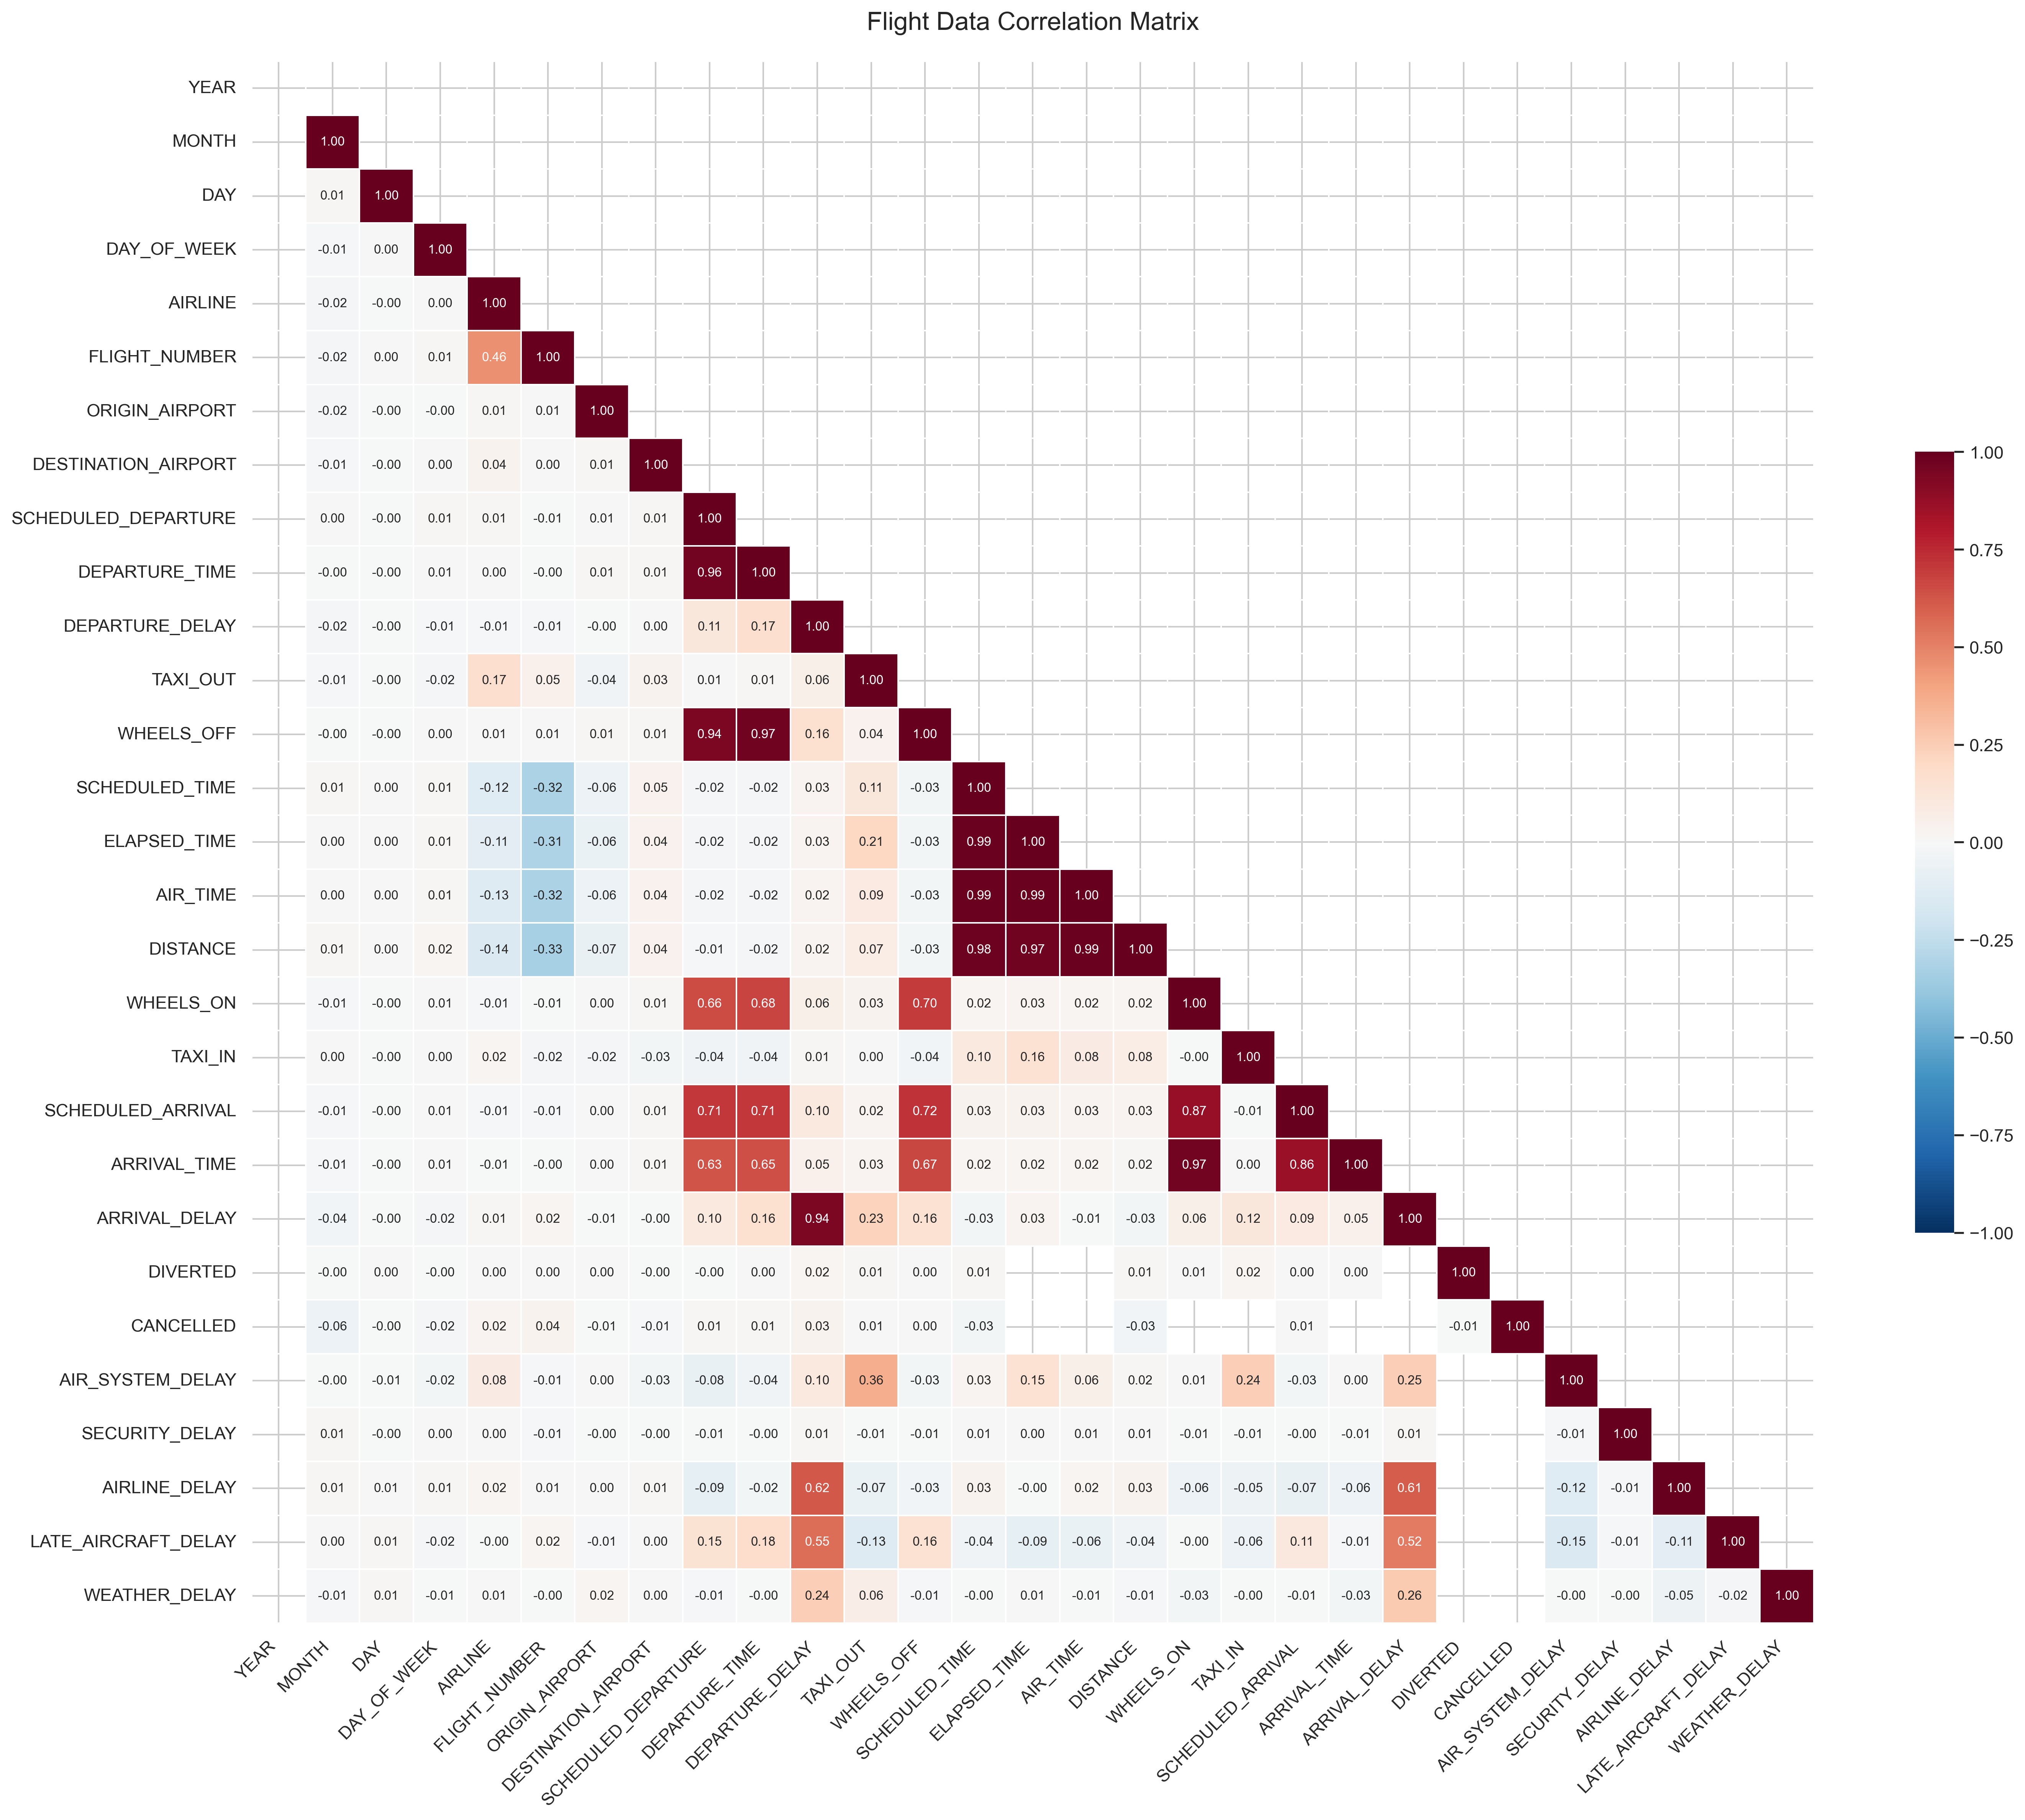 Flight Data Correlation Matrix
YEAR
MONTH 1.00
DAY 0.01 1.00
DAY_OF_WEEK -0.01 0.00 1.00
AIRLINE -0.02 -0.00 0.00 1.00
FLIGHT_NUMBER -0.02 0.00 0.01 0.46 1.00
ORIGIN_AIRPORT -0.02 -0.00 -0.00 0.01 0.01 1.00
DESTINATION_AIRPORT -0.01 -0.00 0.00 0.04 0.00 0.01 1.00
SCHEDULED_DEPARTURE 0.00 -0.00 0.01 0.01 -0.01 0.01 0.01 1.00
DEPARTURE_TIME -0.00 -0.00 0.01 0.00 -0.00 0.01 0.01 0.96 1.00
DEPARTURE_DELAY -0.02 -0.00 -0.01 -0.01 -0.01 -0.00 0.00 0.11 0.17 1.00
TAXI_OUT -0.01 -0.00 -0.02 0.17 0.05 -0.04 0.03 0.01 0.01 0.06 1.00
WHEELS_OFF -0.00 -0.00 0.00 0.01 0.01 0.01 0.01 0.94 0.97 0.16 0.04 1.00
SCHEDULED_TIME 0.01 0.00 0.01 -0.12 -0.32 -0.06 0.05 -0.02 -0.02 0.03 0.11 -0.03 1.00
ELAPSED_TIME 0.00 0.00 0.01 -0.11 -0.31 -0.06 0.04 -0.02 -0.02 0.03 0.21 -0.03 0.99 1.00
AIR_TIME 0.00 0.00 0.01 -0.13 -0.32 -0.06 0.04 -0.02 -0.02 0.02 0.09 -0.03 0.99 0.99 1.00
DISTANCE 0.01 0.00 0.02 -0.14 -0.33 -0.07 0.04 -0.01 -0.02 0.02 0.07 -0.03 0.98 0.97 0.99 1.00
WHEELS_ON -0.01 -0.00 0.01 -0.01 -0.01 0.00 0.01 0.66 0.68 0.06 0.03 0.70 0.02 0.03 0.02 0.02 1.00
TAXI_IN 0.00 -0.00 0.00 0.02 -0.02 -0.02 -0.03 -0.04 -0.04 0.01 0.00 -0.04 0.10 0.16 0.08 0.08 -0.00 1.00
SCHEDULED_ARRIVAL -0.01 -0.00 0.01 -0.01 -0.01 0.00 0.01 0.71 0.71 0.10 0.02 0.72 0.03 0.03 0.03 0.03 0.87 -0.01 1.00
ARRIVAL_TIME -0.01 -0.00 0.01 -0.01 -0.00 0.00 0.01 0.63 0.65 0.05 0.03 0.67 0.02 0.02 0.02 0.02 0.97 0.00 0.86 1.00
ARRIVAL_DELAY -0.04 -0.00 -0.02 0.01 0.02 -0.01 -0.00 0.10 0.16 0.94 0.23 0.16 -0.03 0.03 -0.01 -0.03 0.06 0.12 0.09 0.05 1.00
DIVERTED -0.00 0.00 -0.00 0.00 0.00 0.00 -0.00 -0.00 0.00 0.02 0.01 0.00 0.01 0.01 0.01 0.02 0.00 0.00 1.00
CANCELLED -0.06 -0.00 -0.02 0.02 0.04 -0.01 -0.01 0.01 0.01 0.03 0.01 0.00 -0.03 -0.03 0.01 -0.01 1.00
AIR_SYSTEM_DELAY -0.00 -0.01 -0.02 0.08 -0.01 0.00 -0.03 -0.08 -0.04 0.10 0.36 -0.03 0.03 0.15 0.06 0.02 0.01 0.24 -0.03 0.00 0.25 1.00
SECURITY_DELAY 0.01 -0.00 0.00 0.00 -0.01 -0.00 -0.00 -0.01 -0.00 0.01 -0.01 -0.01 0.01 0.00 0.01 0.01 -0.01 -0.01 -0.00 -0.01 0.01 -0.01 1.00
AIRLINE_DELAY 0.01 0.01 0.01 0.02 0.01 0.00 0.01 -0.09 -0.02 0.62 -0.07 -0.03 0.03 -0.00 0.02 0.03 -0.06 -0.05 -0.07 -0.06 0.61 -0.12 -0.01 1.00
LATE_AIRCRAFT_DELAY 0.00 0.01 -0.02 -0.00 0.02 -0.01 0.00 0.15 0.18 0.55 -0.13 0.16 -0.04 -0.09 -0.06 -0.04 -0.00 -0.06 0.11 -0.01 0.52 -0.15 -0.01 -0.11 1.00
WEATHER_DELAY -0.01 0.01 -0.01 0.01 -0.00 0.02 0.00 -0.01 -0.00 0.24 0.06 -0.01 -0.00 0.01 -0.01 -0.01 -0.03 -0.00 -0.01 -0.03 0.26 -0.00 -0.00 -0.05 -0.02 1.00
YEAR
MONTH
DAY
DAY_OF_WEEK
AIRLINE
FLIGHT_NUMBER
ORIGIN_AIRPORT
DESTINATION_AIRPORT
SCHEDULED_DEPARTURE
DEPARTURE_TIME
DEPARTURE_DELAY
TAXI_OUT
WHEELS_OFF
SCHEDULED_TIME
ELAPSED_TIME
AIR_TIME
DISTANCE
WHEELS_ON
TAXI_IN
SCHEDULED_ARRIVAL
ARRIVAL_TIME
ARRIVAL_DELAY
DIVERTED
CANCELLED
AIR_SYSTEM_DELAY
SECURITY_DELAY
AIRLINE_DELAY
LATE_AIRCRAFT_DELAY
WEATHER_DELAY
1.00
0.75
0.50
0.25
0.00
−0.25
−0.50
−0.75
−1.00